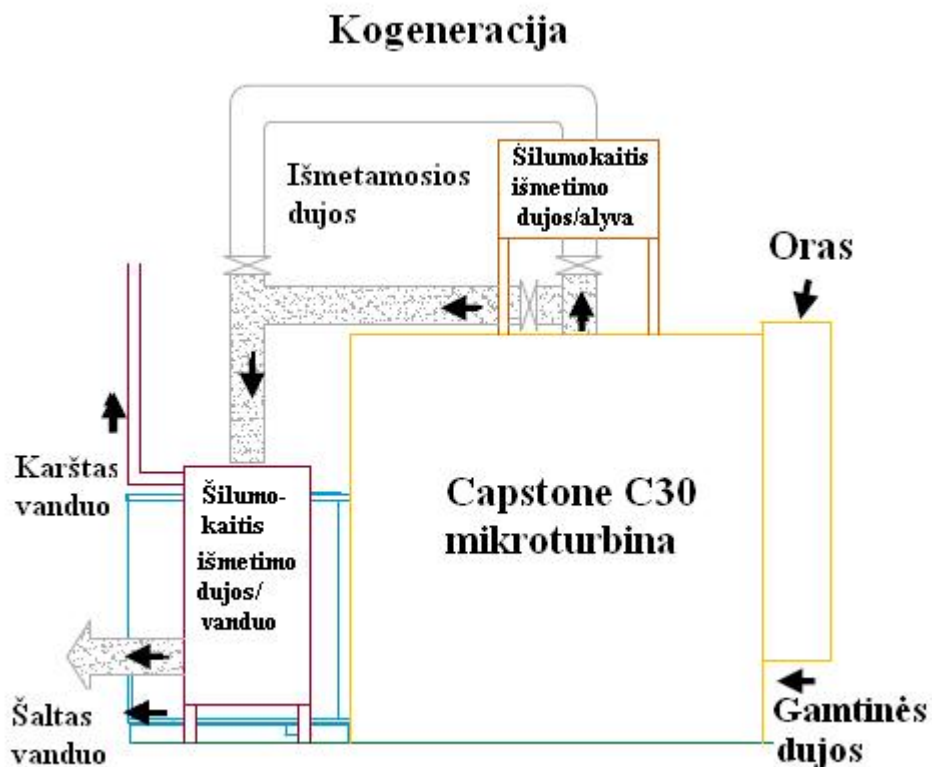 Kogeneracija
Išmetamosios
dujos
Šilumokaitis
išmetimo
dujos/alyva
Oras
Karštas
vanduo
Šilumo-
kaitis
išmetimo
dujos/
vanduo
Capstone C30
mikroturbina
Šaltas
vanduo
Gamtinės
dujos